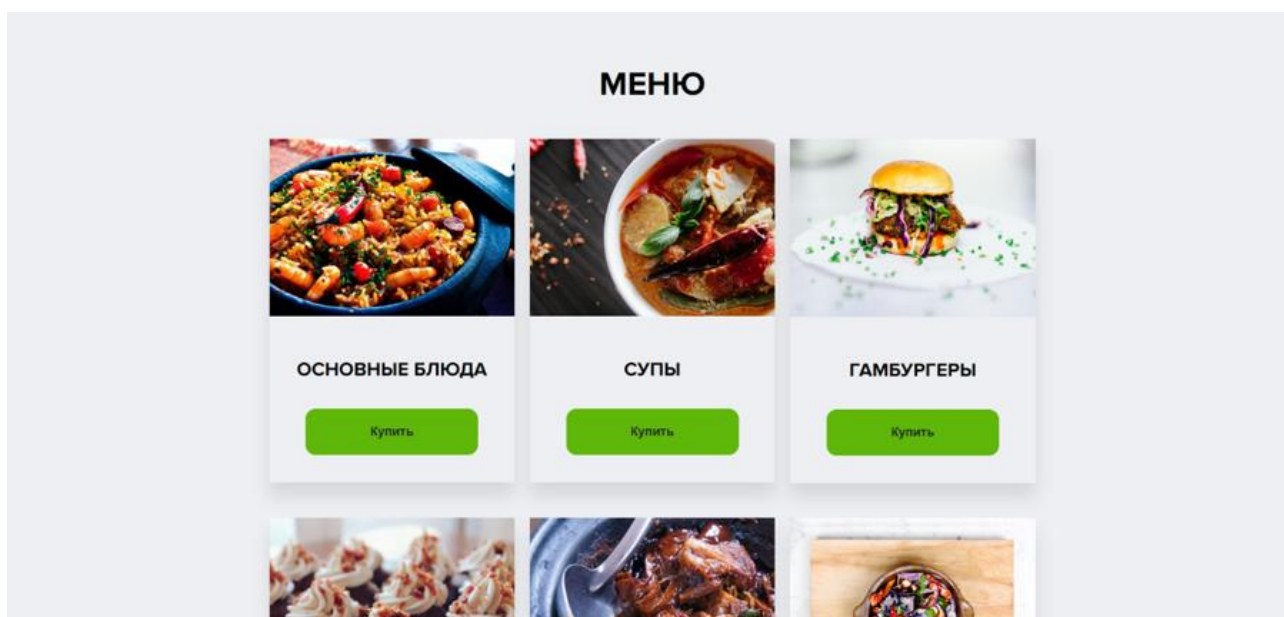 МЕНЮ
ОСНОВНЫЕ БЛЮДА
СУПЫ
ГАМБУРГЕРЫ
Купить
Купить
Купить